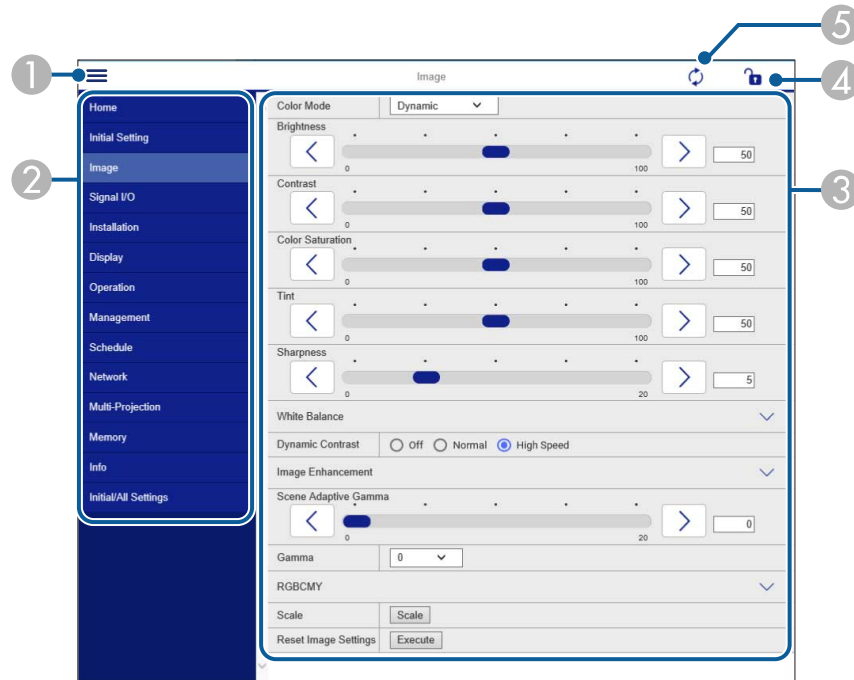 5
1
Image
4
2
Home
Initial Setting
Image
Signal I/O
Installation
Display
Operation
Management
Schedule
Network
Multi-Projection
Memory
Info
Initial/All Settings
3
Color Mode Dynamic
Brightness
0 100 50
Contrast
0 100 50
Color Saturation
0 100 50
Tint
0 100 50
Sharpness
0 20 5
White Balance
Dynamic Contrast Off Normal High Speed
Image Enhancement
Scene Adaptive Gamma
0 20 0
Gamma 0
RGBCMY
Scale Scale
Reset Image Settings Execute